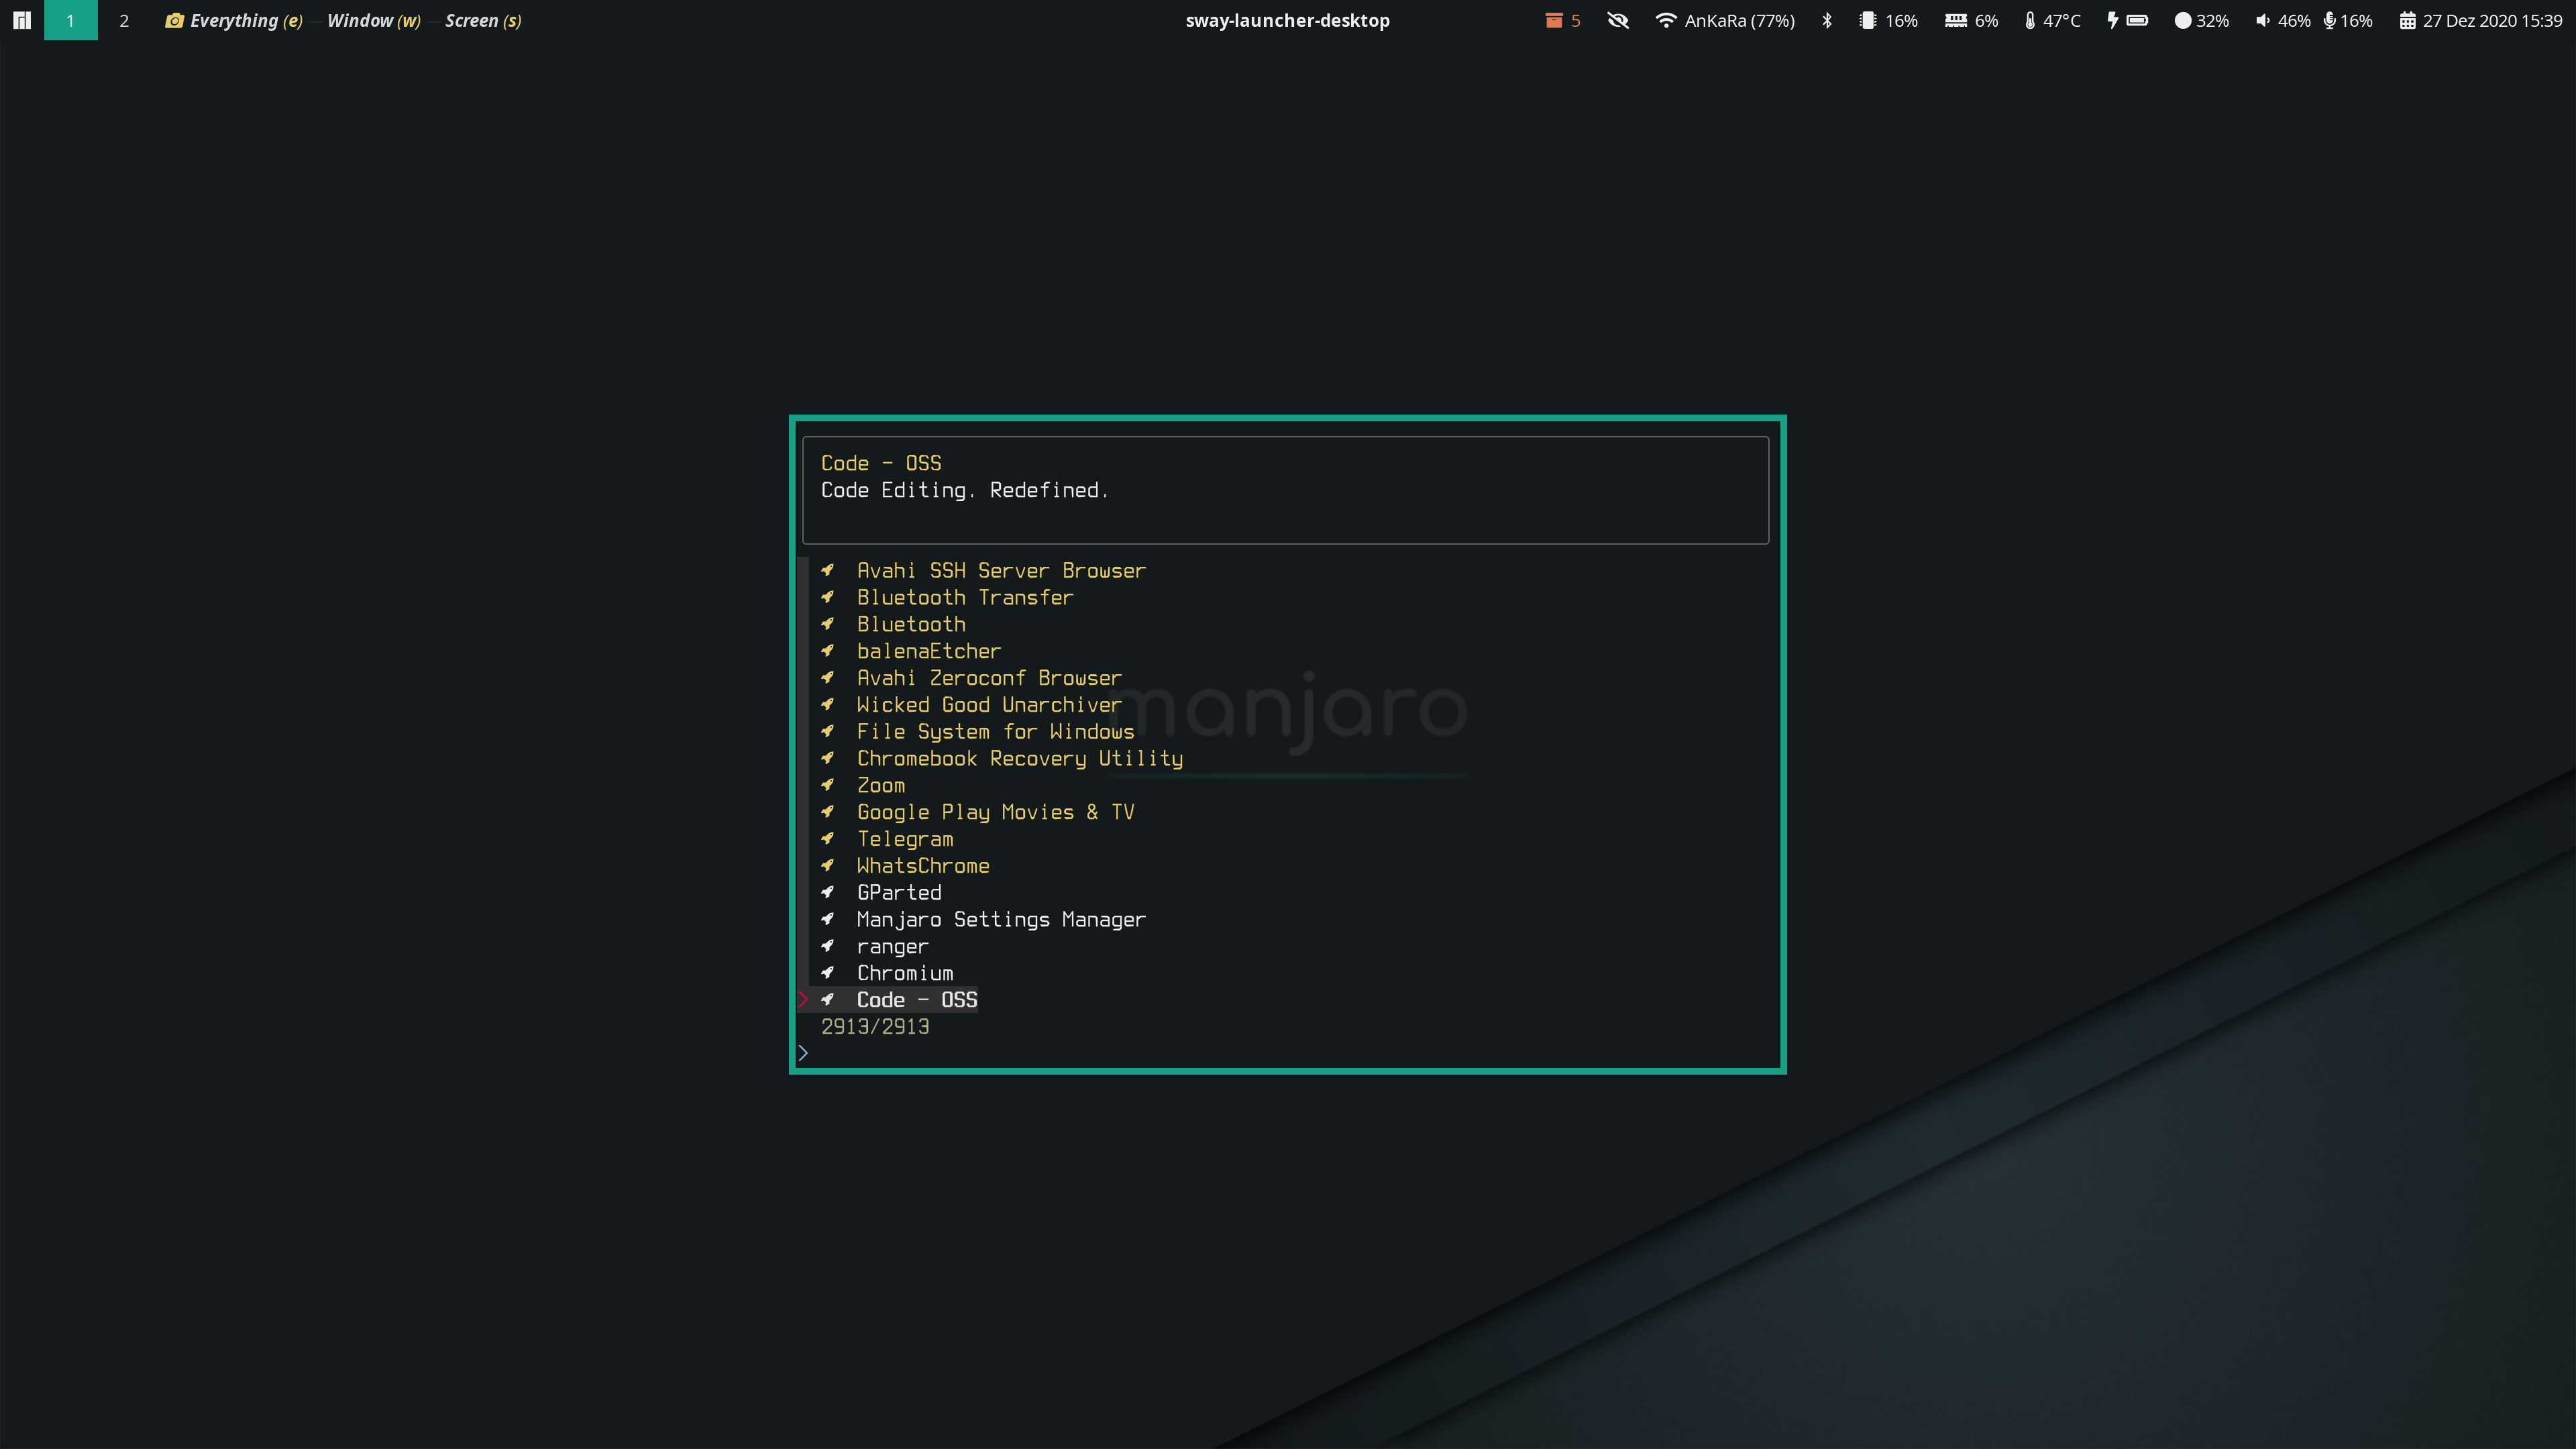 1 2 Everything (e) — Window (w) — Screen (s) sway-launcher-desktop 5 AnKaRa (77%) 16% 6% 47°C 32% 46% 16% 27 Dez 2020 15:39
Code - OSS
Code Editing. Redefined.
Avahi SSH Server Browser
Bluetooth Transfer
Bluetooth
balenaEtcher
Avahi Zeroconf Browser
Wicked Good Unarchiver
manjaro
File System for Windows
Chromebook Recovery Utility
Zoom
Google Play Movies & TV
Telegram
WhatsChrome
GParted
Manjaro Settings Manager
ranger
Chromium
> Code - OSS
2913/2913
>